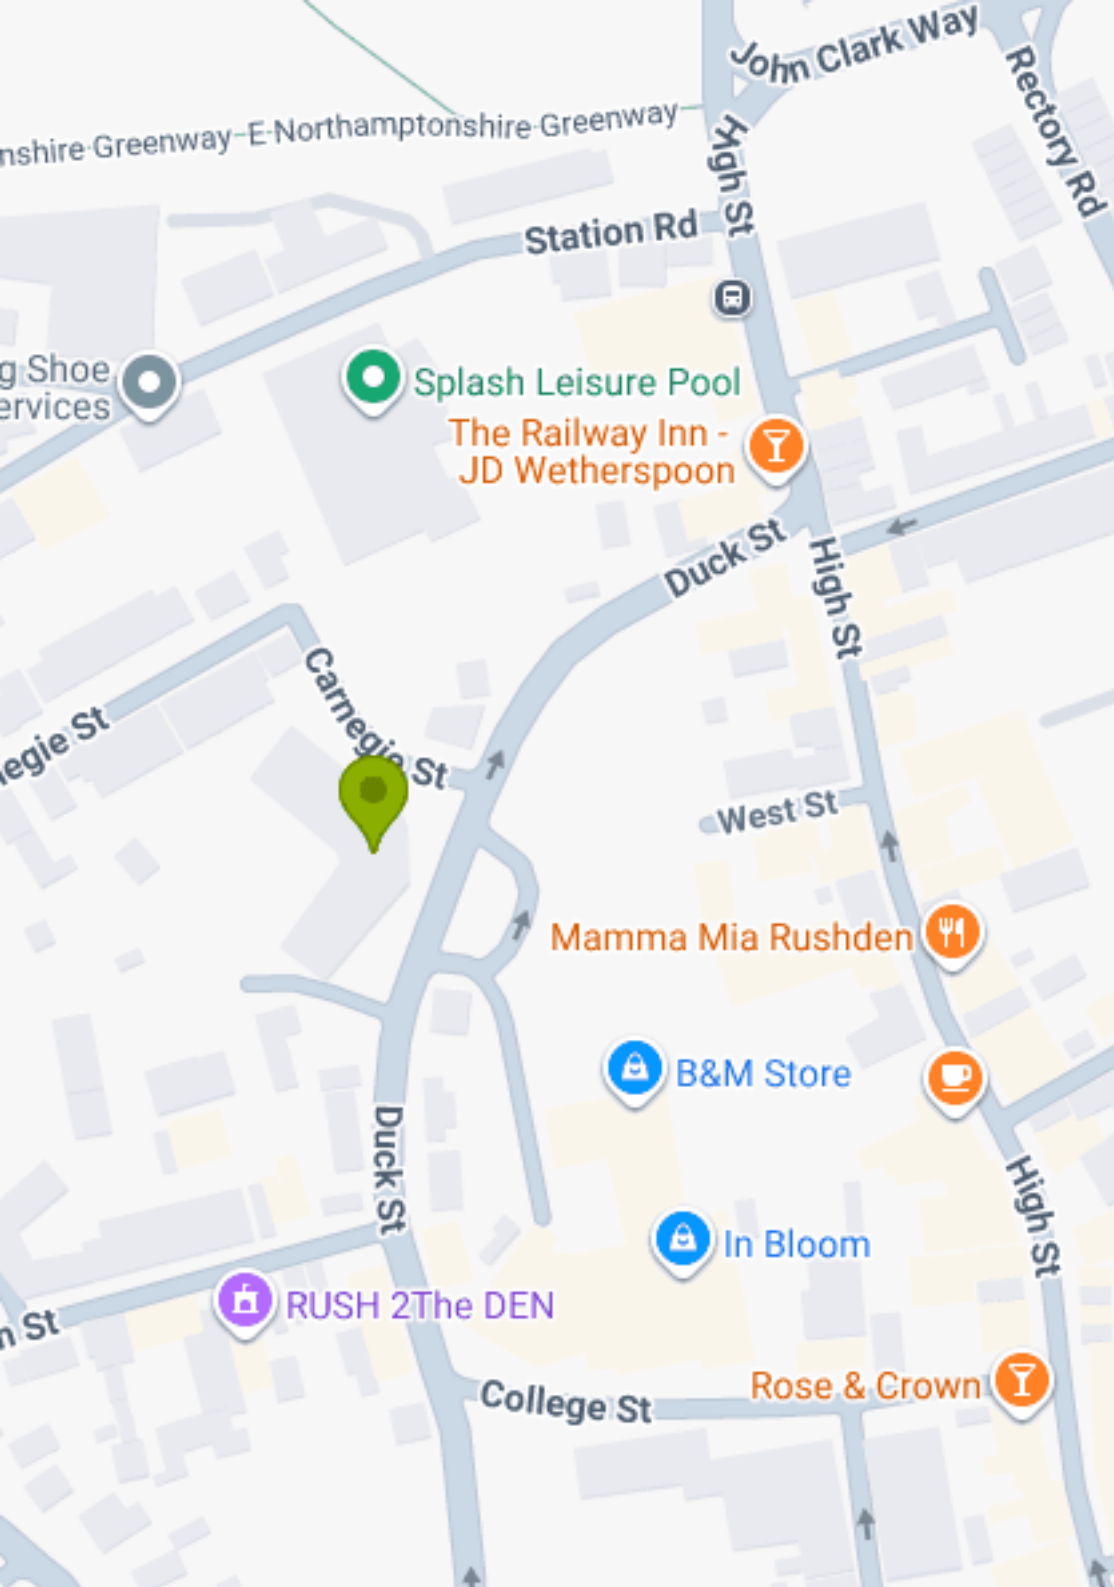 John Clark Way
Rectory Rd
nshire Greenway
E Northamptonshire Greenway
High St
Station Rd
g Shoe
ervices
Splash Leisure Pool
The Railway Inn -
JD Wetherspoon
Duck St
High St
Carnegie St
negie St
West St
Mamma Mia Rushden
B&M Store
Duck St
High St
In Bloom
RUSH 2The DEN
n St
Rose & Crown
College St